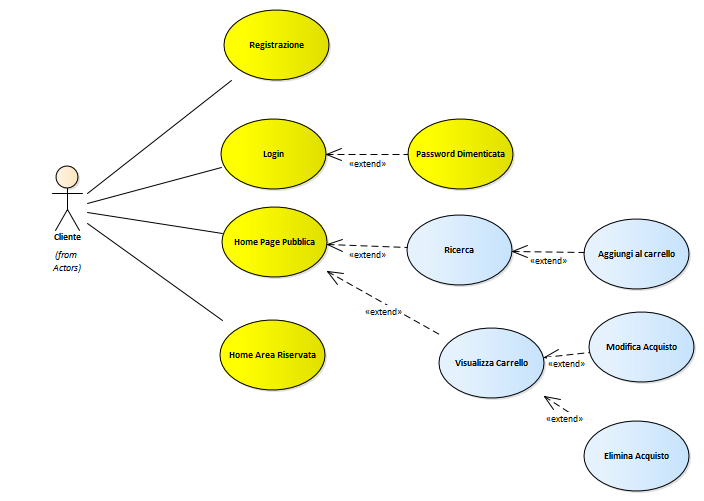 Registrazione
Login
«extend»
Password Dimenticata
Cliente
(from
Actors)
Home Page Pubblica
«extend»
Ricerca
«extend»
Aggiungi al carrello
«extend»
Home Area Riservata
Visualizza Carrello
«extend»
Modifica Acquisto
«extend»
Elimina Acquisto